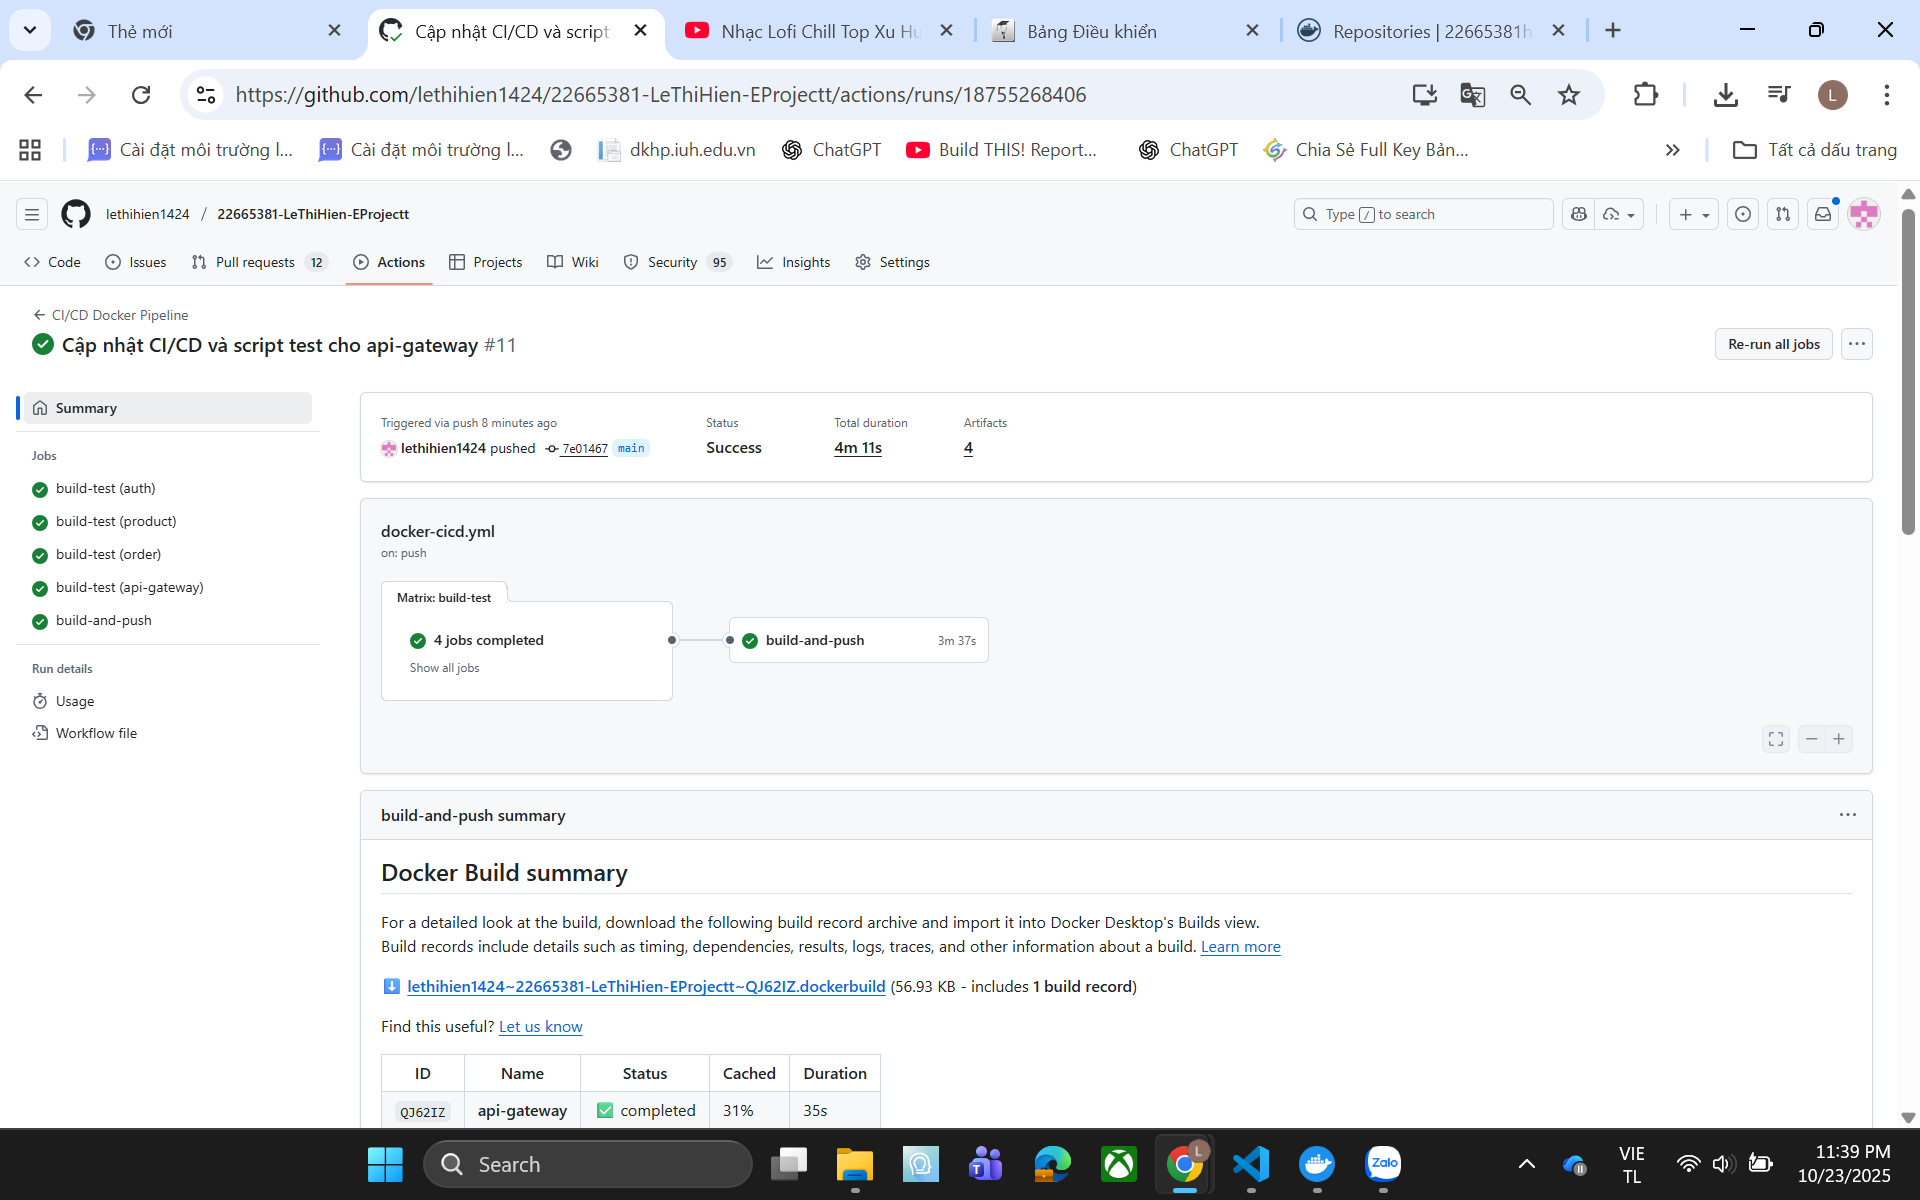 Thẻ mới
Cập nhật CI/CD và script
Nhạc Lofi Chill Top Xu Hu
Bảng Điều khiển
Repositories | 22665381h
https://github.com/lethihien1424/22665381-LeThiHien-EProjectt/actions/runs/18755268406
L
Cài đặt môi trường l...
Cài đặt môi trường l...
dkhp.iuh.edu.vn
ChatGPT
Build THIS! Report...
ChatGPT
Chia Sẻ Full Key Bản...
Tất cả dấu trang
lethihien1424 / 22665381-LeThiHien-EProjectt
Type / to search
Code
Issues
Pull requests 12
Actions
Projects
Wiki
Security 95
Insights
Settings
CI/CD Docker Pipeline
Cập nhật CI/CD và script test cho api-gateway #11
Re-run all jobs
Summary
Jobs
build-test (auth)
build-test (product)
build-test (order)
build-test (api-gateway)
build-and-push
Run details
Usage
Workflow file
Triggered via push 8 minutes ago
lethihien1424 pushed 7e01467 main
Status
Success
Total duration
4m 11s
Artifacts
4
docker-cicd.yml
on: push
Matrix: build-test
4 jobs completed
Show all jobs
build-and-push 3m 37s
build-and-push summary
Docker Build summary
For a detailed look at the build, download the following build record archive and import it into Docker Desktop's Builds view.
Build records include details such as timing, dependencies, results, logs, traces, and other information about a build. Learn more
lethihien1424~22665381-LeThiHien-EProjectt~QJ62IZ.dockerbuild (56.93 KB - includes 1 build record)
Find this useful? Let us know
ID Name Status Cached Duration
QJ62IZ api-gateway completed 31% 35s
Search
L
Zalo
VIE
TL
11:39 PM
10/23/2025